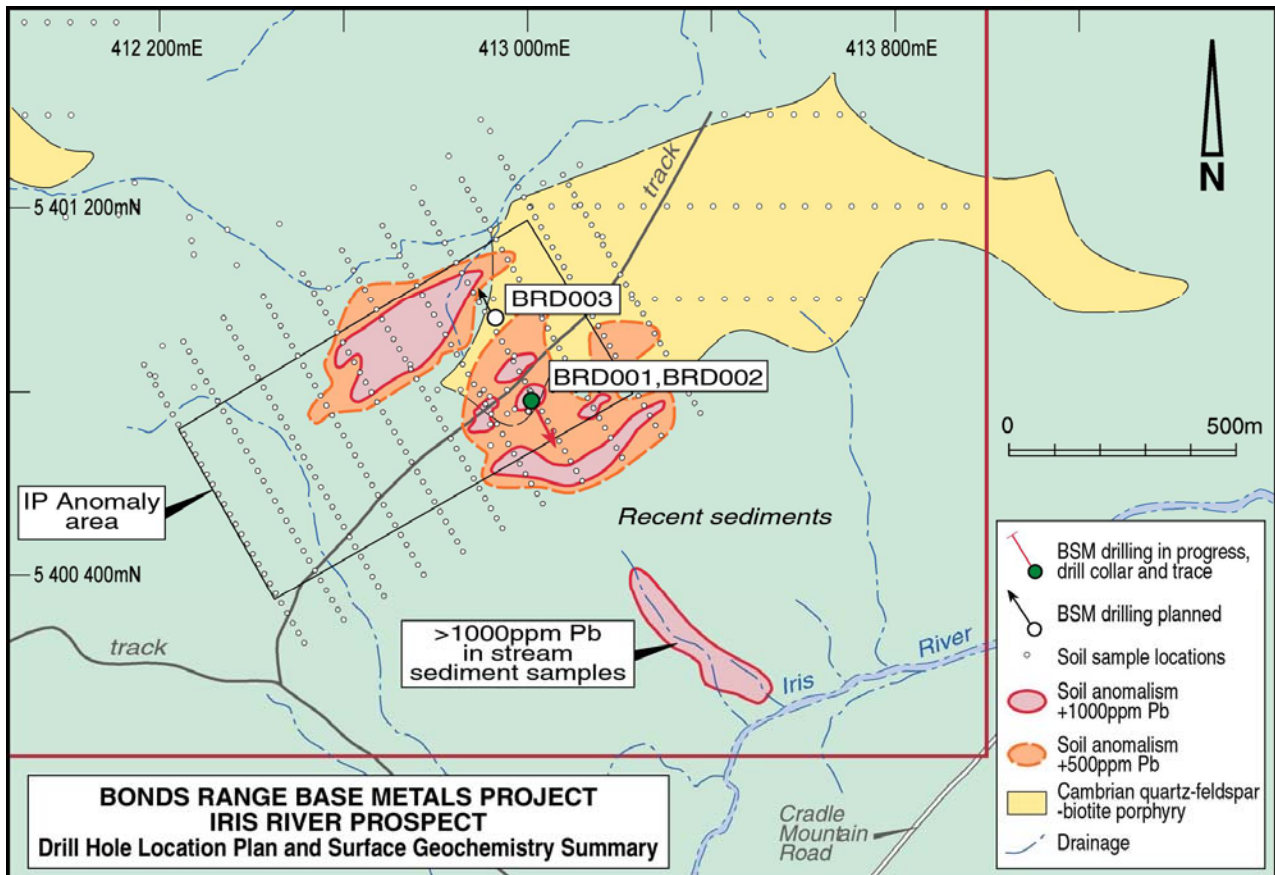 412 200mE
413 000mE
413 800mE
5 401 200mN
track
N
BRD003
BRD001,BRD002
0
500m
IP Anomaly
area
Recent sediments
5 400 400mN
>1000ppm Pb
in stream
sediment samples
track
Iris
River
BSM drilling in progress,
drill collar and trace
BSM drilling planned
Soil sample locations
Soil anomalism
+1000ppm Pb
Soil anomalism
+500ppm Pb
Cambrian quartz-feldspar
-biotite porphyry
Drainage
Cradle
Mountain
Road
BONDS RANGE BASE METALS PROJECT
IRIS RIVER PROSPECT
Drill Hole Location Plan and Surface Geochemistry Summary